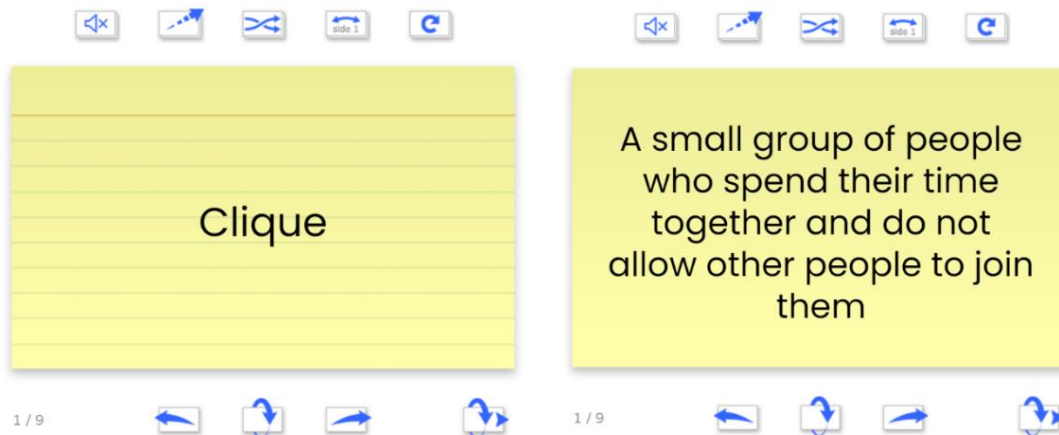 side 1
side 1
Clique
A small group of people
who spend their time
together and do not
allow other people to join
them
1 / 9
1 / 9